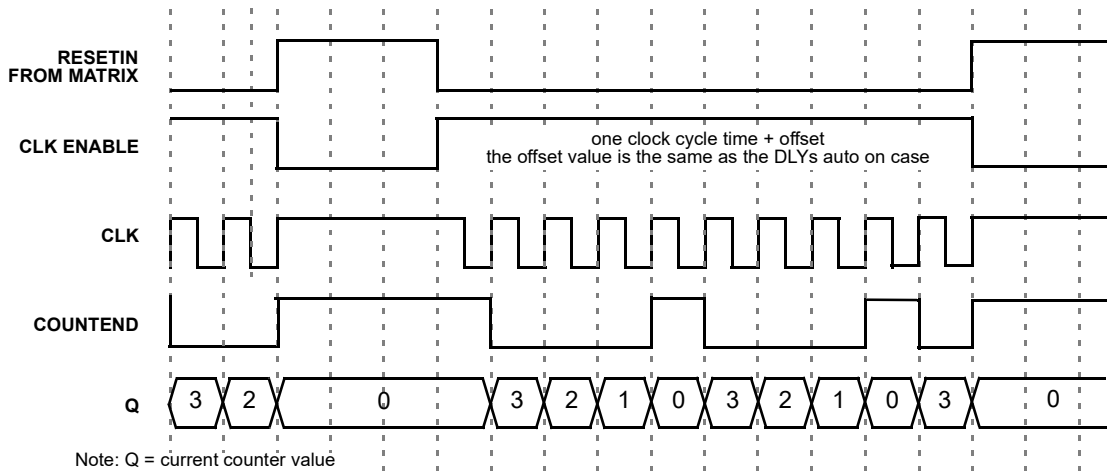 RESETIN
FROM MATRIX
CLK ENABLE
one clock cycle time + offset
the offset value is the same as the DLYs auto on case
CLK
COUNTEND
Q 3 2 0 3 2 1 0 3 2 1 0 3 0
Note: Q = current counter value